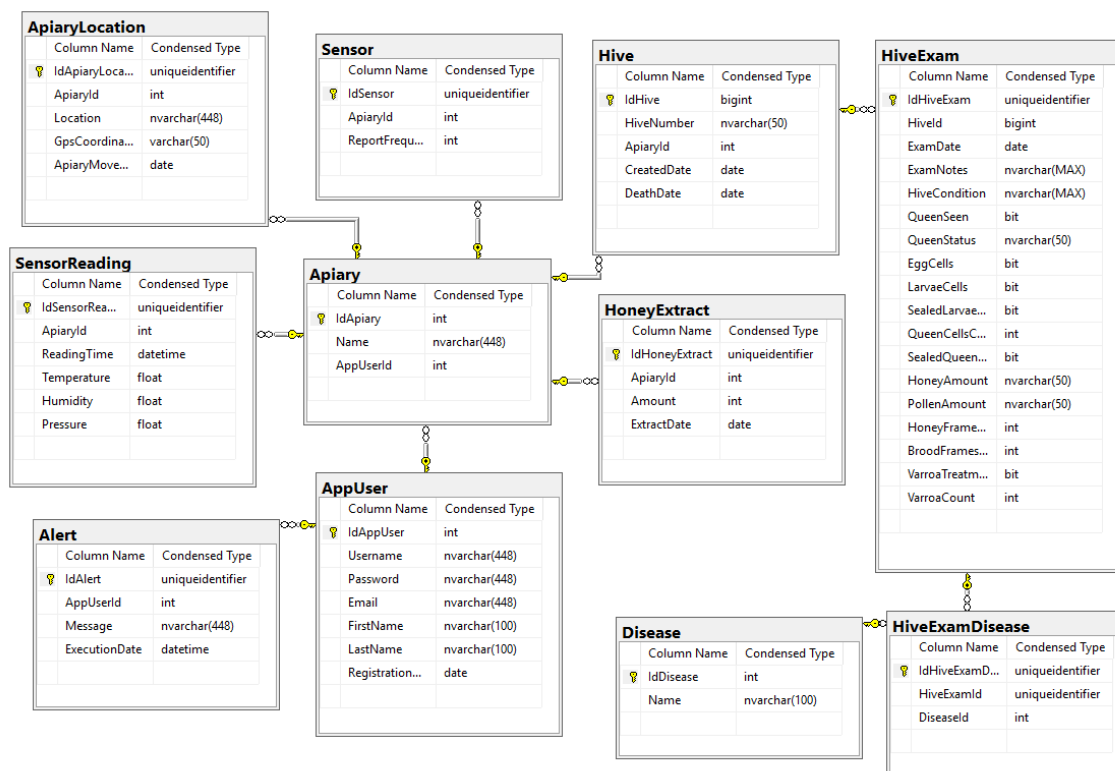 ApiaryLocation
Column Name Condensed Type
IdApiaryLoca... uniqueidentifier
ApiaryId int
Location nvarchar(448)
GpsCoordina... varchar(50)
ApiaryMove... date
Sensor
Column Name Condensed Type
IdSensor uniqueidentifier
ApiaryId int
ReportFrequ... int
Hive
Column Name Condensed Type
IdHive bigint
HiveNumber nvarchar(50)
ApiaryId int
CreatedDate date
DeathDate date
HiveExam
Column Name Condensed Type
IdHiveExam uniqueidentifier
HiveId bigint
ExamDate date
ExamNotes nvarchar(MAX)
HiveCondition nvarchar(MAX)
QueenSeen bit
QueenStatus nvarchar(50)
EggCells bit
LarvaeCells bit
SealedLarvae... bit
QueenCellsC... int
SealedQueen... bit
HoneyAmount nvarchar(50)
PollenAmount nvarchar(50)
HoneyFrame... int
BroodFrames... int
VarroaTreatm... bit
VarroaCount int
SensorReading
Column Name Condensed Type
IdSensorRea... uniqueidentifier
ApiaryId int
ReadingTime datetime
Temperature float
Humidity float
Pressure float
Apiary
Column Name Condensed Type
IdApiary int
Name nvarchar(448)
AppUserId int
HoneyExtract
Column Name Condensed Type
IdHoneyExtract uniqueidentifier
ApiaryId int
Amount int
ExtractDate date
AppUser
Column Name Condensed Type
IdAppUser int
Username nvarchar(448)
Password nvarchar(448)
Email nvarchar(448)
FirstName nvarchar(100)
LastName nvarchar(100)
Registration... date
Alert
Column Name Condensed Type
IdAlert uniqueidentifier
AppUserId int
Message nvarchar(448)
ExecutionDate datetime
Disease
Column Name Condensed Type
IdDisease int
Name nvarchar(100)
HiveExamDisease
Column Name Condensed Type
IdHiveExamD... uniqueidentifier
HiveExamId uniqueidentifier
DiseaseId int